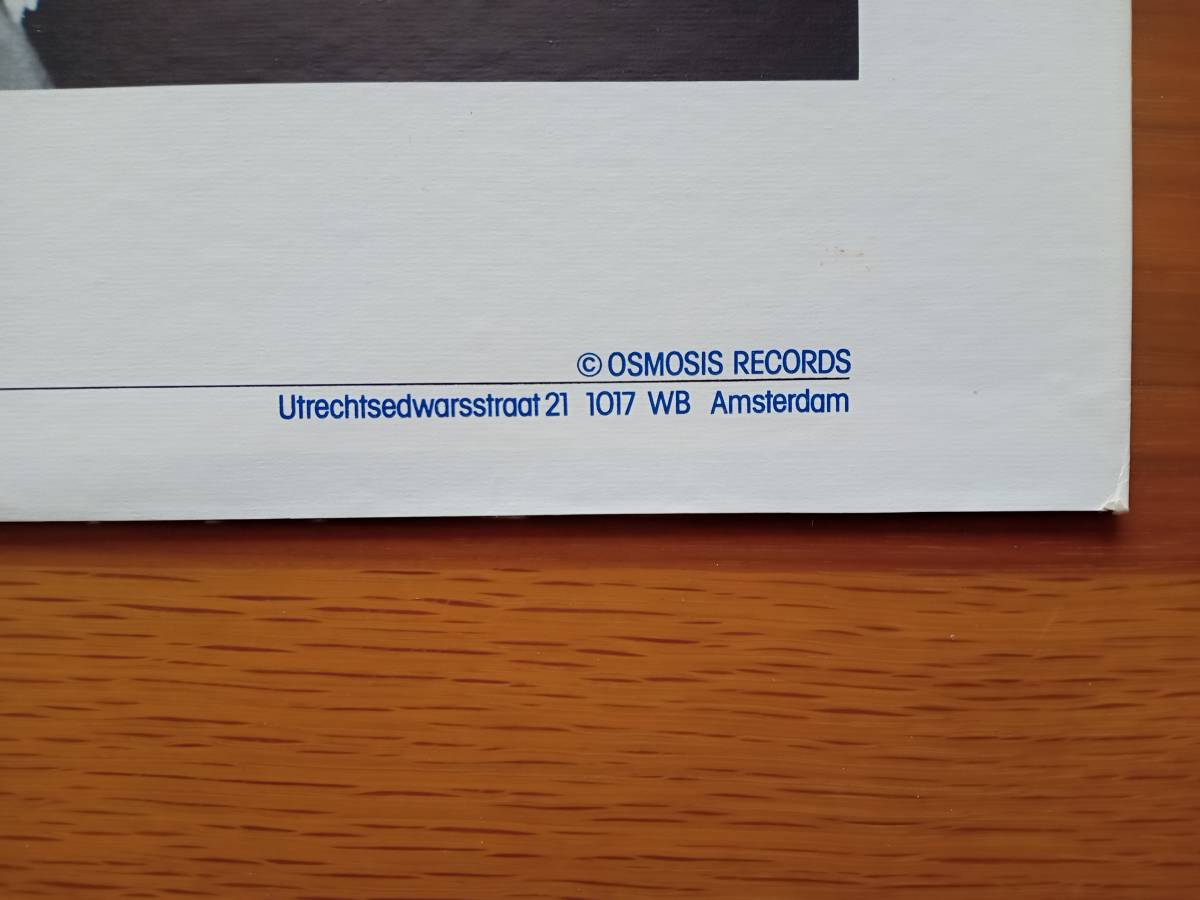 © OSMOSIS RECORDS
Utrechtsedwarsstraat 21 1017 WB Amsterdam